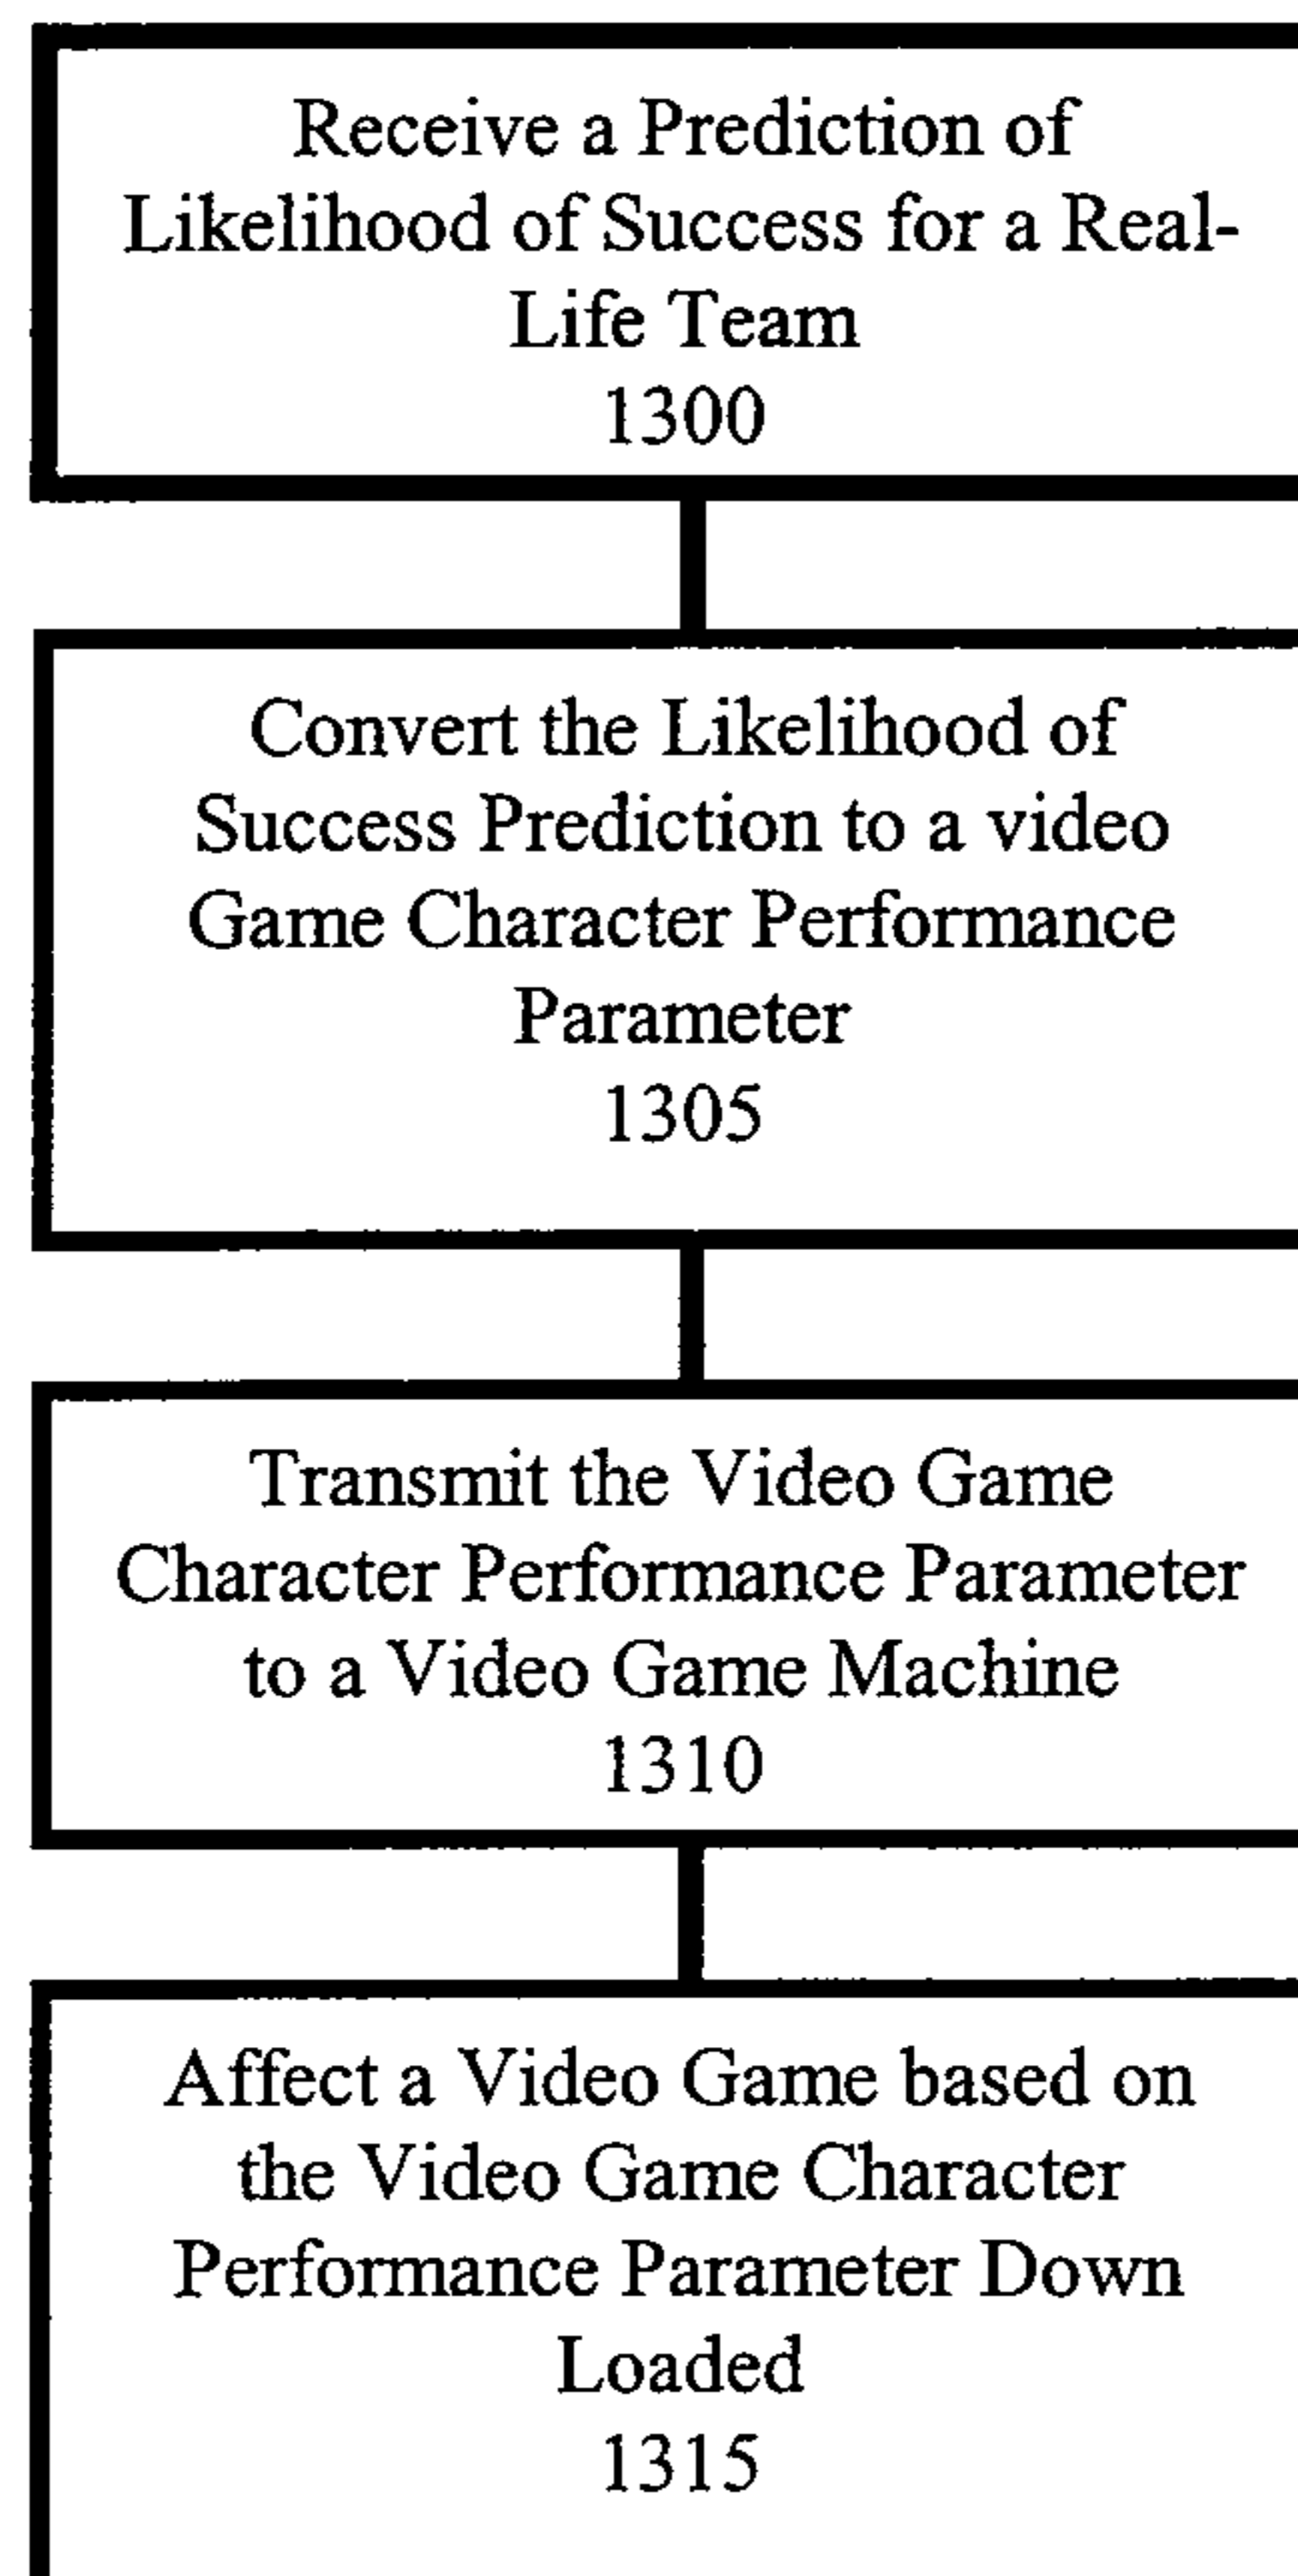 Receive a Prediction of
Likelihood of Success for a Real-
Life Team
1300
Convert the Likelihood of
Success Prediction to a video
Game Character Performance
Parameter
1305
Transmit the Video Game
Character Performance Parameter
to a Video Game Machine
1310
Affect a Video Game based on
the Video Game Character
Performance Parameter Down
Loaded
1315